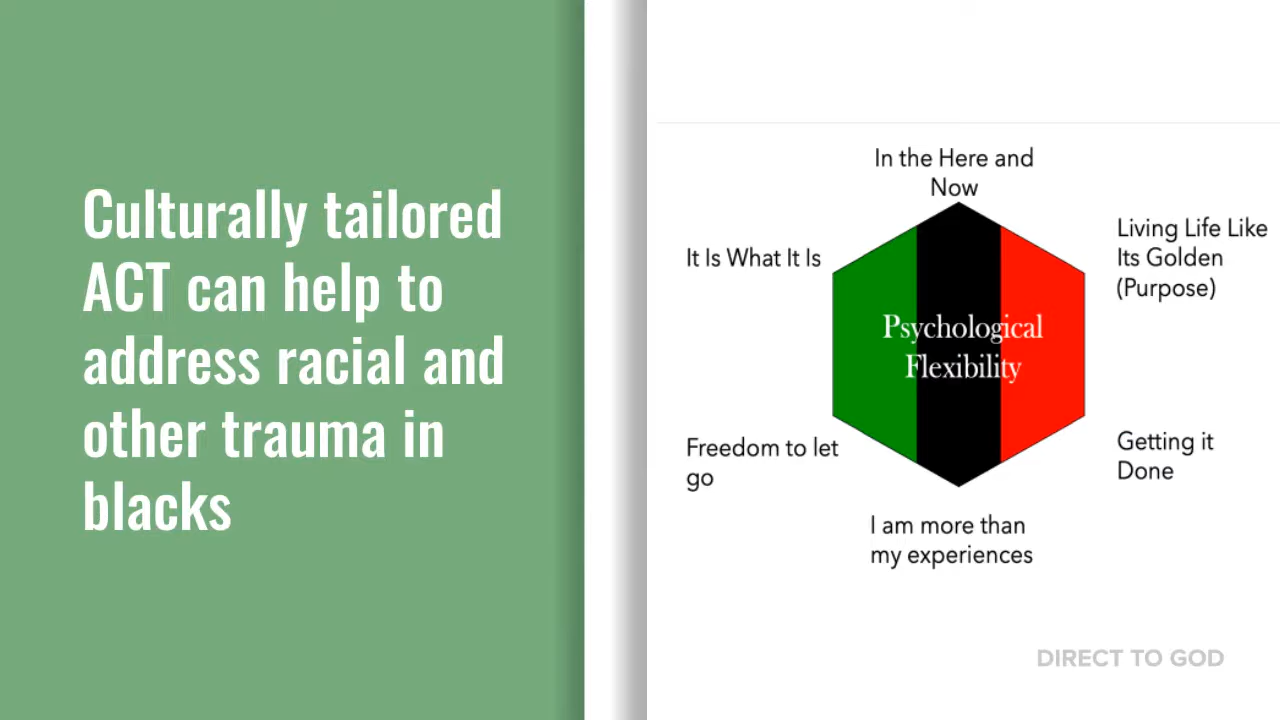 Culturally tailored
ACT can help to
address racial and
other trauma in
blacks
In the Here and
Now
It Is What It Is
Living Life Like
Its Golden
(Purpose)
Psychological
Flexibility
Freedom to let
go
Getting it
Done
I am more than
my experiences
DIRECT TO GOD